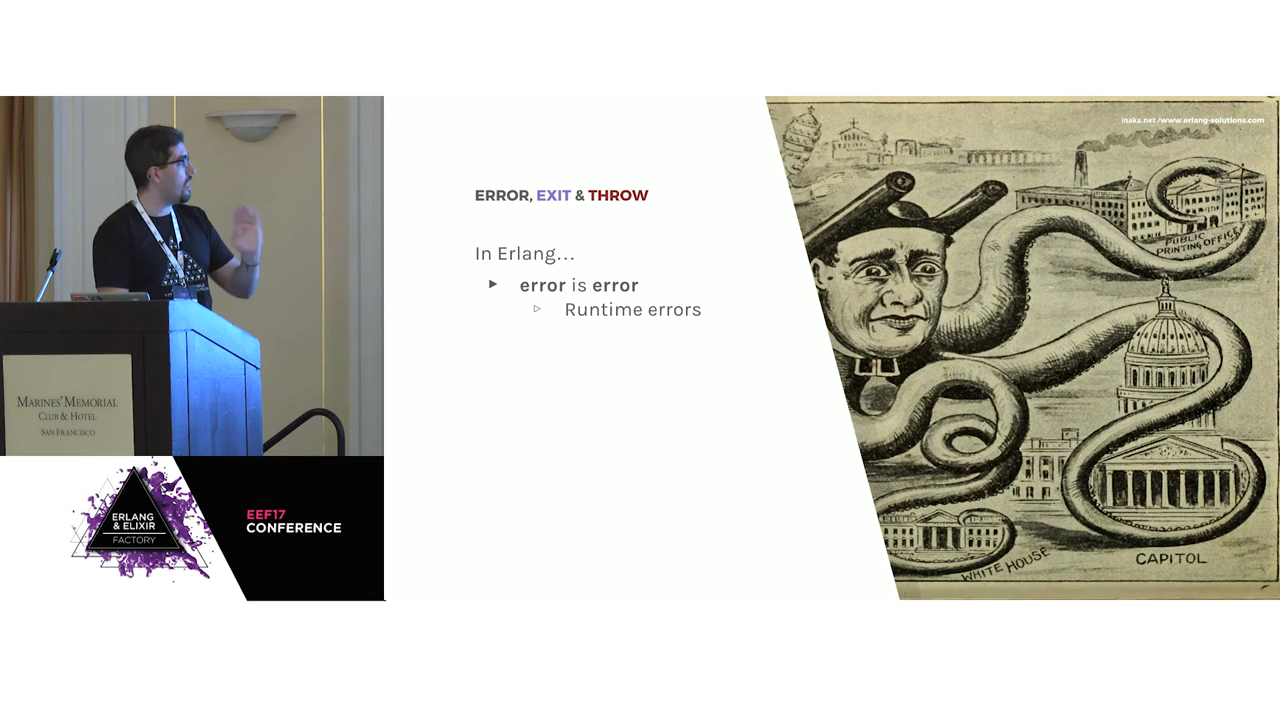 MARINES' MEMORIAL
CLUB & HOTEL
SAN FRANCISCO
ERLANG
& ELIXIR
FACTORY
EEF17
CONFERENCE
ERROR, EXIT & THROW
In Erlang…
► error is error
▷ Runtime errors
inaka.net /www.erlang-solutions.com
PUBLIC
PRINTING OFFICE
CAPITOL
WHITE HOUSE